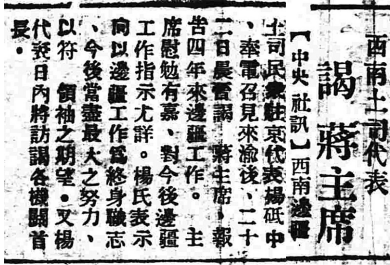 西南土司代表
謁蔣主席
【中央社訊】西南邊疆
土司民眾駐京代表楊砥中
、奉電召見來渝後、二十
二日晨曾謁 蔣主席、報
告四年來邊疆工作。 主
席慰勉有嘉、對今後邊疆
工作指示尤詳。楊氏表示
向以邊疆工作爲終身職志
、今後當盡最大之努力、
以符 領袖之期望。又楊
代表日內將訪謁各機關首
長。